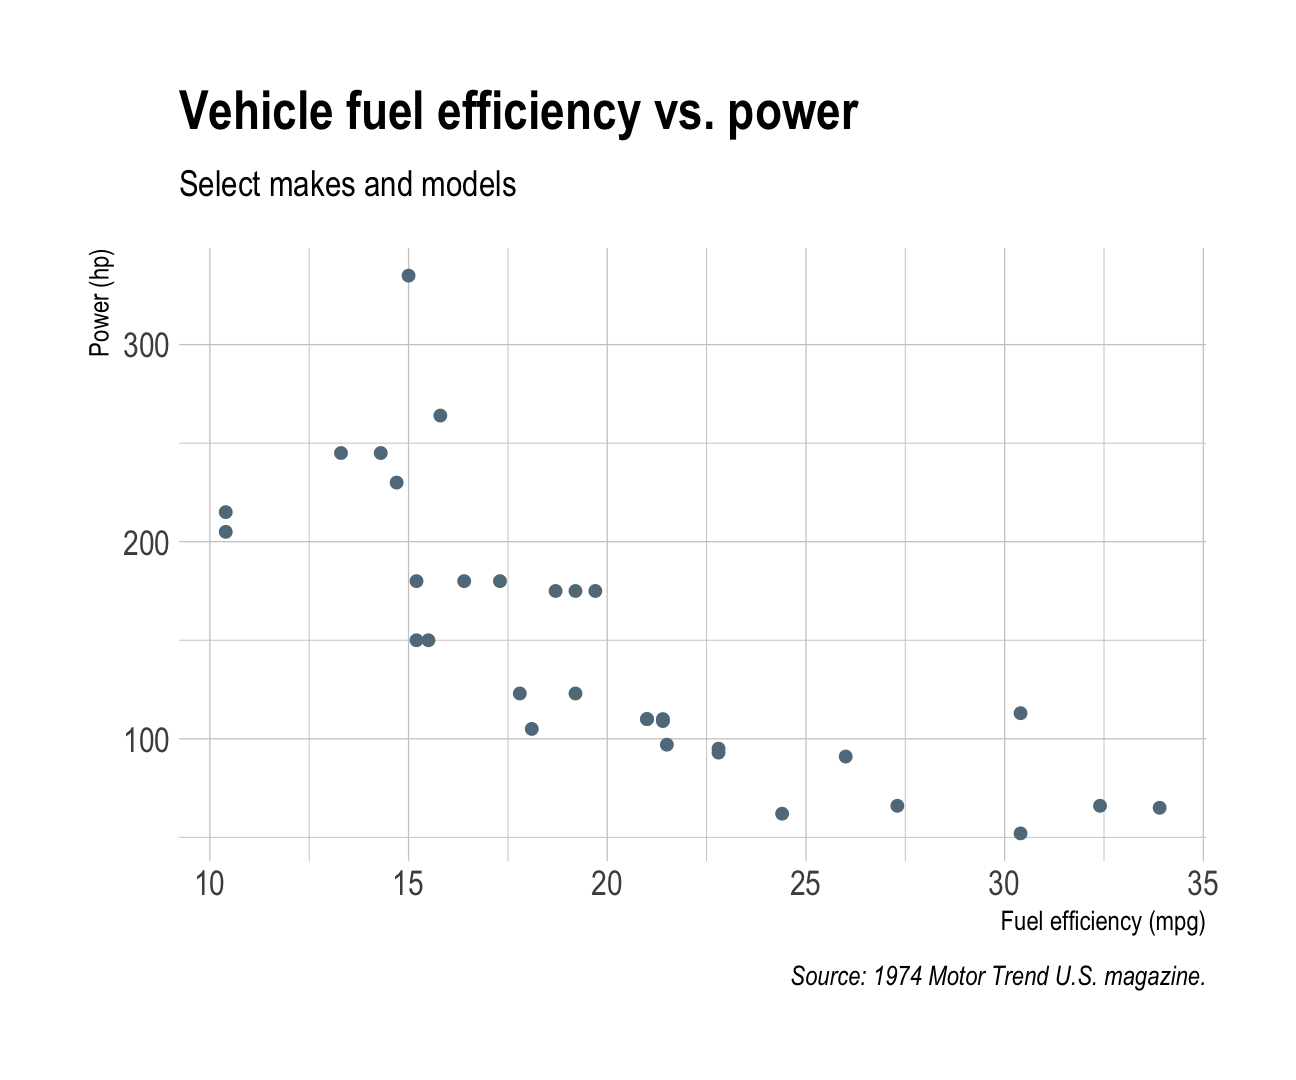 Vehicle fuel efficiency vs. power
Select makes and models
Power (hp)
300
200
100
10 15 20 25 30 35
Fuel efficiency (mpg)
Source: 1974 Motor Trend U.S. magazine.